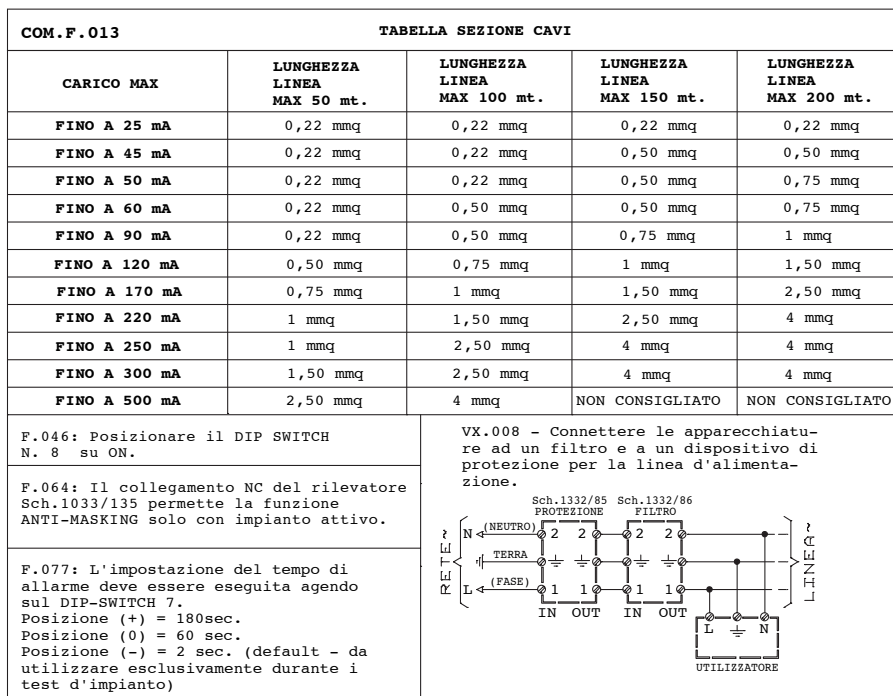 COM.F.013 TABELLA SEZIONE CAVI
CARICO MAX
LUNGHEZZA
LINEA
MAX 50 mt.
LUNGHEZZA
LINEA
MAX 100 mt.
LUNGHEZZA
LINEA
MAX 150 mt.
LUNGHEZZA
LINEA
MAX 200 mt.
FINO A 25 mA 0,22 mmq 0,22 mmq 0,22 mmq 0,22 mmq
FINO A 45 mA 0,22 mmq 0,22 mmq 0,50 mmq 0,50 mmq
FINO A 50 mA 0,22 mmq 0,22 mmq 0,50 mmq 0,75 mmq
FINO A 60 mA 0,22 mmq 0,50 mmq 0,50 mmq 0,75 mmq
FINO A 90 mA 0,22 mmq 0,50 mmq 0,75 mmq 1 mmq
FINO A 120 mA 0,50 mmq 0,75 mmq 1 mmq 1,50 mmq
FINO A 170 mA 0,75 mmq 1 mmq 1,50 mmq 2,50 mmq
FINO A 220 mA 1 mmq 1,50 mmq 2,50 mmq 4 mmq
FINO A 250 mA 1 mmq 2,50 mmq 4 mmq 4 mmq
FINO A 300 mA 1,50 mmq 2,50 mmq 4 mmq 4 mmq
FINO A 500 mA 2,50 mmq 4 mmq NON CONSIGLIATO NON CONSIGLIATO
F.046: Posizionare il DIP SWITCH
N. 8 su ON.
F.064: Il collegamento NC del rilevatore
Sch.1033/135 permette la funzione
ANTI-MASKING solo con impianto attivo.
F.077: L'impostazione del tempo di
allarme deve essere eseguita agendo
sul DIP-SWITCH 7.
Posizione (+) = 180sec.
Posizione (0) = 60 sec.
Posizione (-) = 2 sec. (default - da
utilizzare esclusivamente durante i
test d'impianto)
VX.008 - Connettere le apparecchiatu-
re ad un filtro e a un dispositivo di
protezione per la linea d'alimenta-
zione.
Sch.1332/85 Sch.1332/86
PROTEZIONE FILTRO
RETE ~
N (NEUTRO) 2 2 2 2
TERRA
L (FASE) 1 1 1 1
IN OUT IN OUT
LINEA ~
L N
UTILIZZATORE